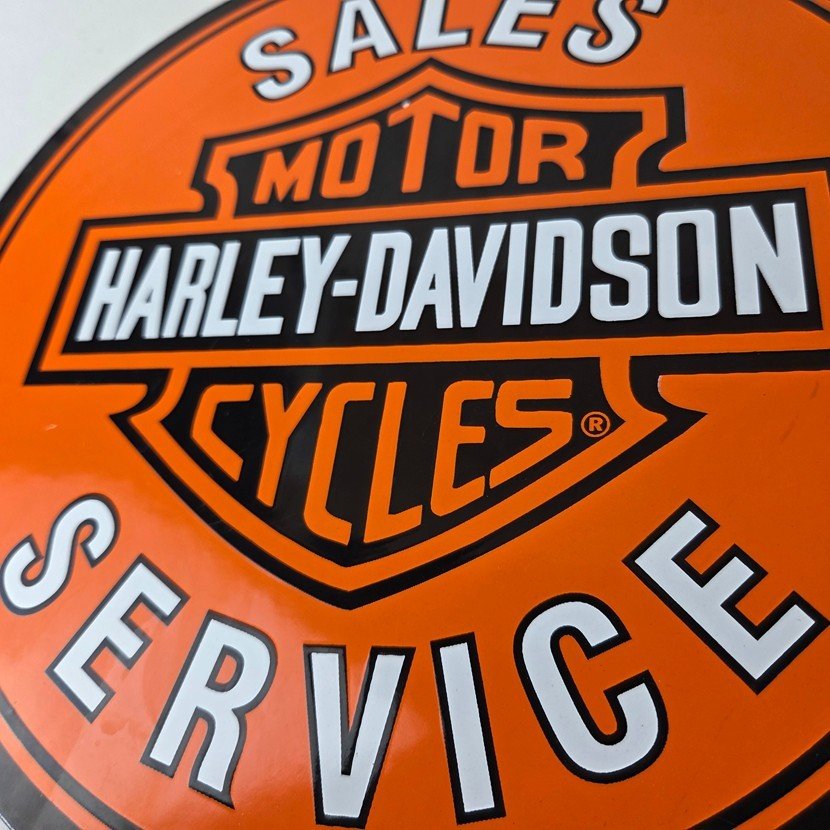 SALES
MOTOR
HARLEY-DAVIDSON
CYCLES®
SERVICE